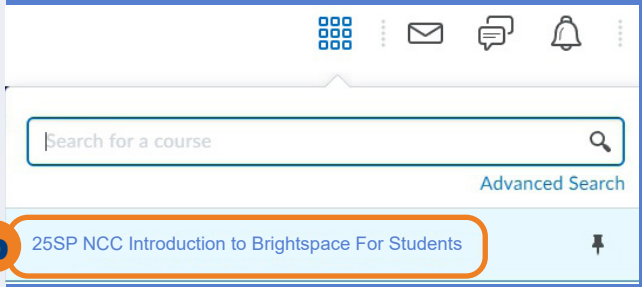 Search for a course
Advanced Search
25SP NCC Introduction to Brightspace For Students